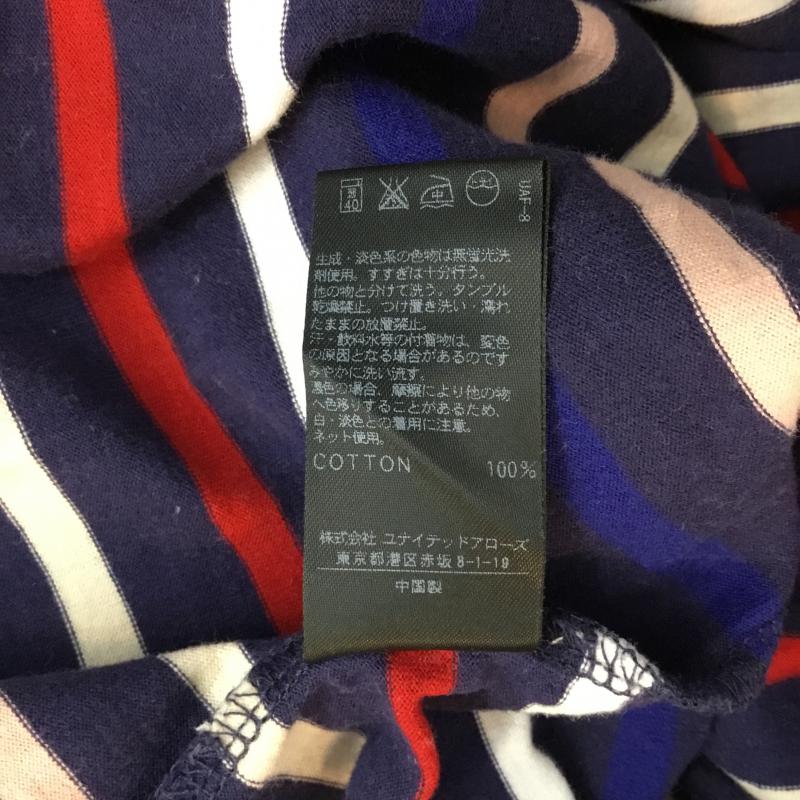 弱
40
中
UAF-8
生成・淡色系の色物は無蛍光洗
剤使用。すすぎは十分行う。
他の物と分けて洗う。タンブル
乾燥禁止。つけ置き洗い・濡れ
たままの放置禁止。
汗・飲料水等の付着物は、変色
の原因となる場合があるのです
みやかに洗い流す。
濃色の場合、摩擦により他の物
へ色移りすることがあるため、
白・淡色との着用に注意。
ネット使用。
COTTON 100%
株式会社 ユナイテッドアローズ
東京都港区赤坂8-1-19
中国製